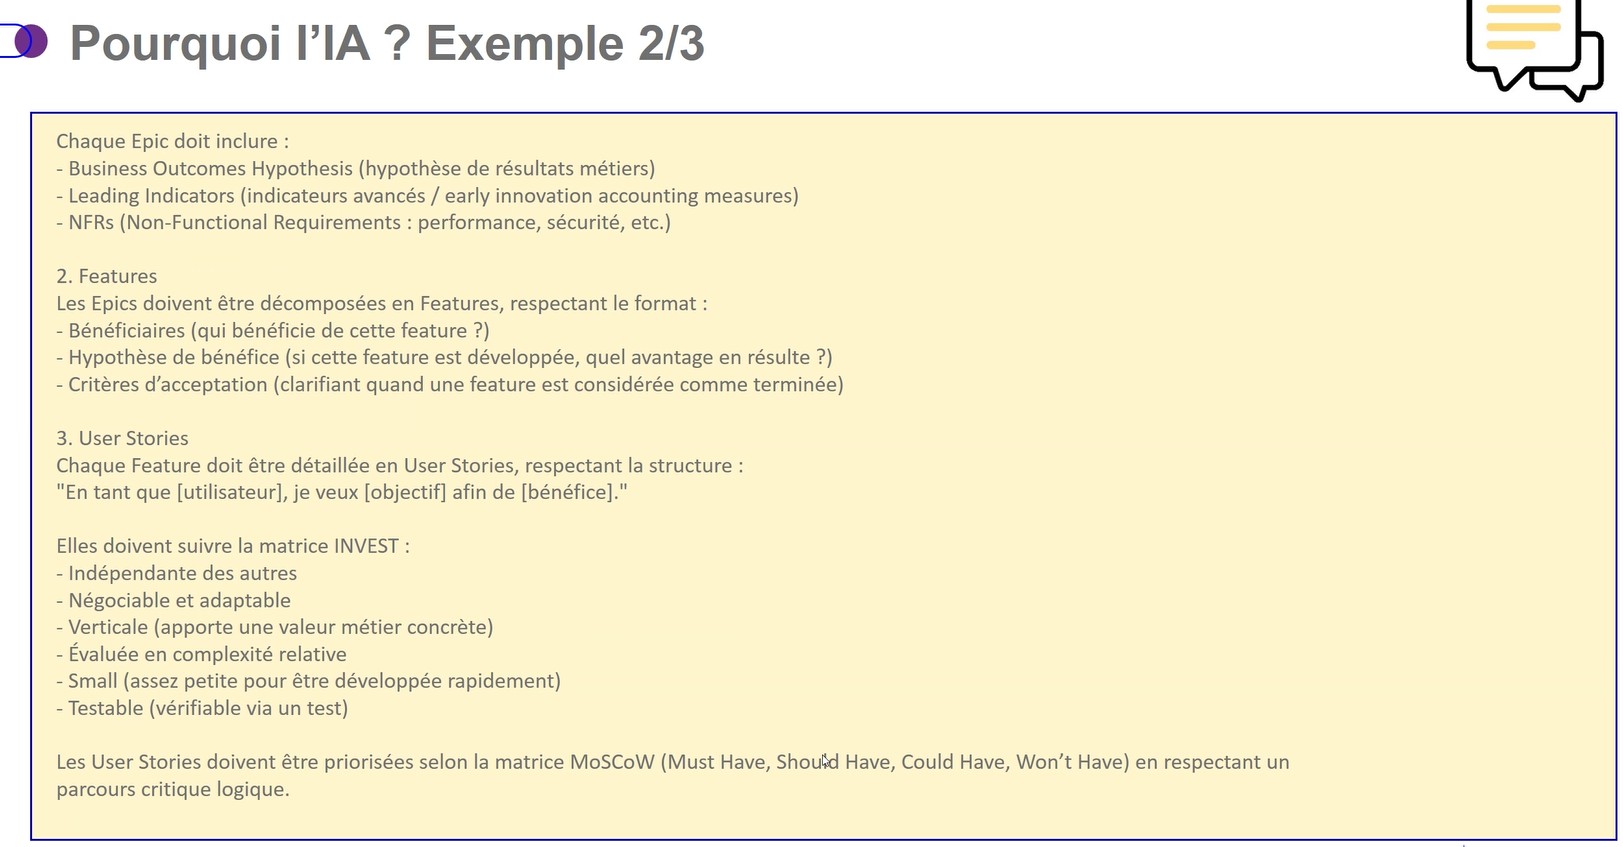 Pourquoi l’IA ? Exemple 2/3
Chaque Epic doit inclure :
- Business Outcomes Hypothesis (hypothèse de résultats métiers)
- Leading Indicators (indicateurs avancés / early innovation accounting measures)
- NFRs (Non-Functional Requirements : performance, sécurité, etc.)
2. Features
Les Epics doivent être décomposées en Features, respectant le format :
- Bénéficiaires (qui bénéficie de cette feature ?)
- Hypothèse de bénéfice (si cette feature est développée, quel avantage en résulte ?)
- Critères d’acceptation (clarifiant quand une feature est considérée comme terminée)
3. User Stories
Chaque Feature doit être détaillée en User Stories, respectant la structure :
"En tant que [utilisateur], je veux [objectif] afin de [bénéfice]."
Elles doivent suivre la matrice INVEST :
- Indépendante des autres
- Négociable et adaptable
- Verticale (apporte une valeur métier concrète)
- Évaluée en complexité relative
- Small (assez petite pour être développée rapidement)
- Testable (vérifiable via un test)
Les User Stories doivent être priorisées selon la matrice MoSCoW (Must Have, Should Have, Could Have, Won’t Have) en respectant un
parcours critique logique.